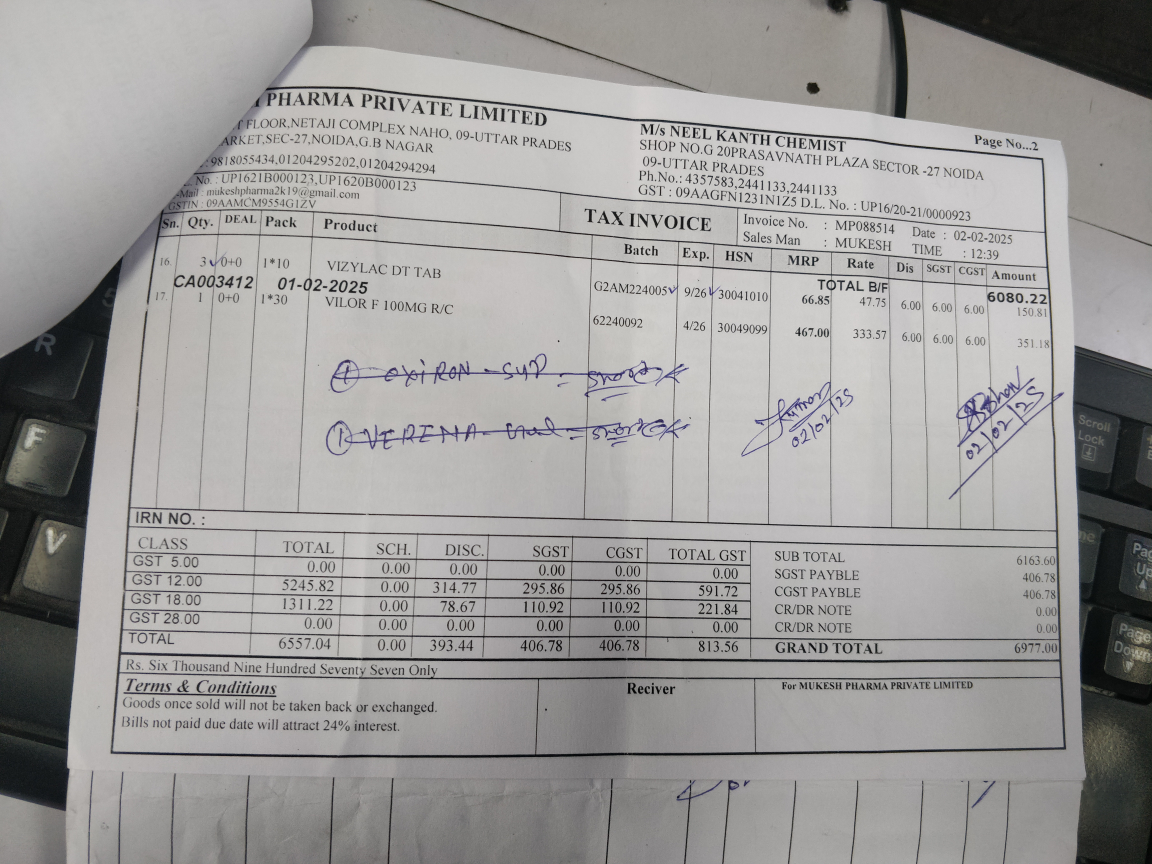 PHARMA PRIVATE LIMITED
FLOOR,NETAJI COMPLEX NAHO, 09-UTTAR PRADES
ARKET,SEC-27,NOIDA,G.B NAGAR
9818055434,01204295202,01204294294
No. : UP1621B000123,UP1620B000123
Mail : mukeshpharma2k19@gmail.com
GSTIN : 09AAMCM9554G1ZV
Page No...2
M/s NEEL KANTH CHEMIST
SHOP NO.G 20PRASAVNATH PLAZA SECTOR -27 NOIDA
09-UTTAR PRADES
Ph.No.: 4357583,2441133,2441133
GST : 09AAGFN1231N1Z5 D.L. No. : UP16/20-21/0000923
TAX INVOICE
Invoice No. : MP088514 Date : 02-02-2025
Sales Man : MUKESH TIME : 12:39
Sn. Qty. DEAL Pack Product Batch Exp. HSN MRP Rate Dis SGST CGST Amount
TOTAL B/F 6080.22
16. 3 0+0 1*10 VIZYLAC DT TAB G2AM224005 9/26 30041010 66.85 47.75 6.00 6.00 6.00 150.81
CA003412 01-02-2025
17. 1 0+0 1*30 VILOR F 100MG R/C 62240092 4/26 30049099 467.00 333.57 6.00 6.00 6.00 351.18
① OXIRON - SYP =
① VERENA =
02/02/25
02/02/25
IRN NO. :
CLASS TOTAL SCH. DISC. SGST CGST TOTAL GST
GST 5.00 0.00 0.00 0.00 0.00 0.00 0.00
GST 12.00 5245.82 0.00 314.77 295.86 295.86 591.72
GST 18.00 1311.22 0.00 78.67 110.92 110.92 221.84
GST 28.00 0.00 0.00 0.00 0.00 0.00 0.00
TOTAL 6557.04 0.00 393.44 406.78 406.78 813.56
SUB TOTAL 6163.60
SGST PAYBLE 406.78
CGST PAYBLE 406.78
CR/DR NOTE 0.00
CR/DR NOTE 0.00
GRAND TOTAL 6977.00
Rs. Six Thousand Nine Hundred Seventy Seven Only
Terms & Conditions
Goods once sold will not be taken back or exchanged.
Bills not paid due date will attract 24% interest.
Reciver
For MUKESH PHARMA PRIVATE LIMITED
R
F
V
Scroll
Lock
Page
Up
Page
Down